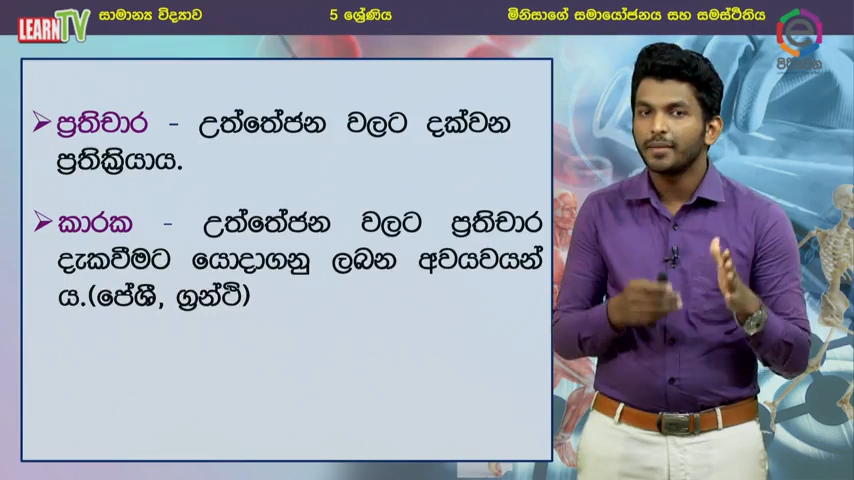 LEARN TV
සාමාන්‍ය විද්‍යාව
5 ශ්‍රේණිය
මිනිසාගේ සමායෝජනය සහ සමස්ථිතිය
ප්‍රතිචාර - උත්තේජන වලට දක්වන
ප්‍රතික්‍රියාය.
කාරක - උත්තේජන වලට ප්‍රතිචාර
දැකවීමට යොදාගනු ලබන අවයවයන්
ය.(පේශී, ග්‍රන්ථි)